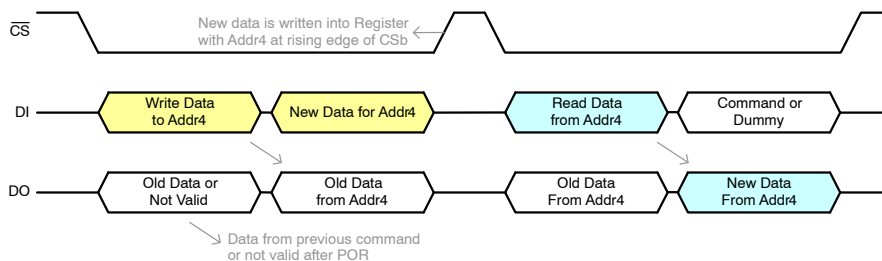 CS
New data is written into Register
with Addr4 at rising edge of CSb
DI
Write Data
to Addr4
New Data for Addr4
Read Data
from Addr4
Command or
Dummy
DO
Old Data or
Not Valid
Old Data
from Addr4
Old Data
From Addr4
New Data
From Addr4
Data from previous command
or not valid after POR